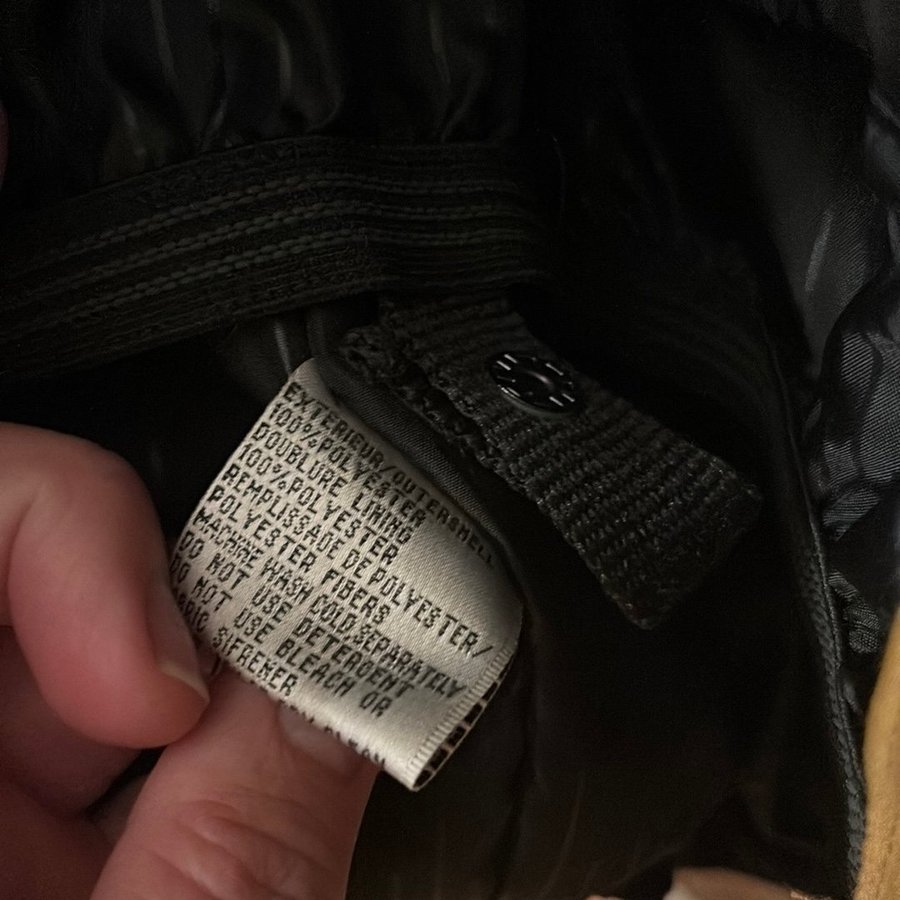 EXTERIEUR/OUTERSHELL
100%POLYESTER
DOUBLURE LINING
100%POLYESTER
REMPLISSAGE DE POLYESTER/
POLYESTER FIBERS
MACHINE WASH COLD.SEPARATELY
DO NOT USE DETERGENT
DO NOT USE BLEACH OR